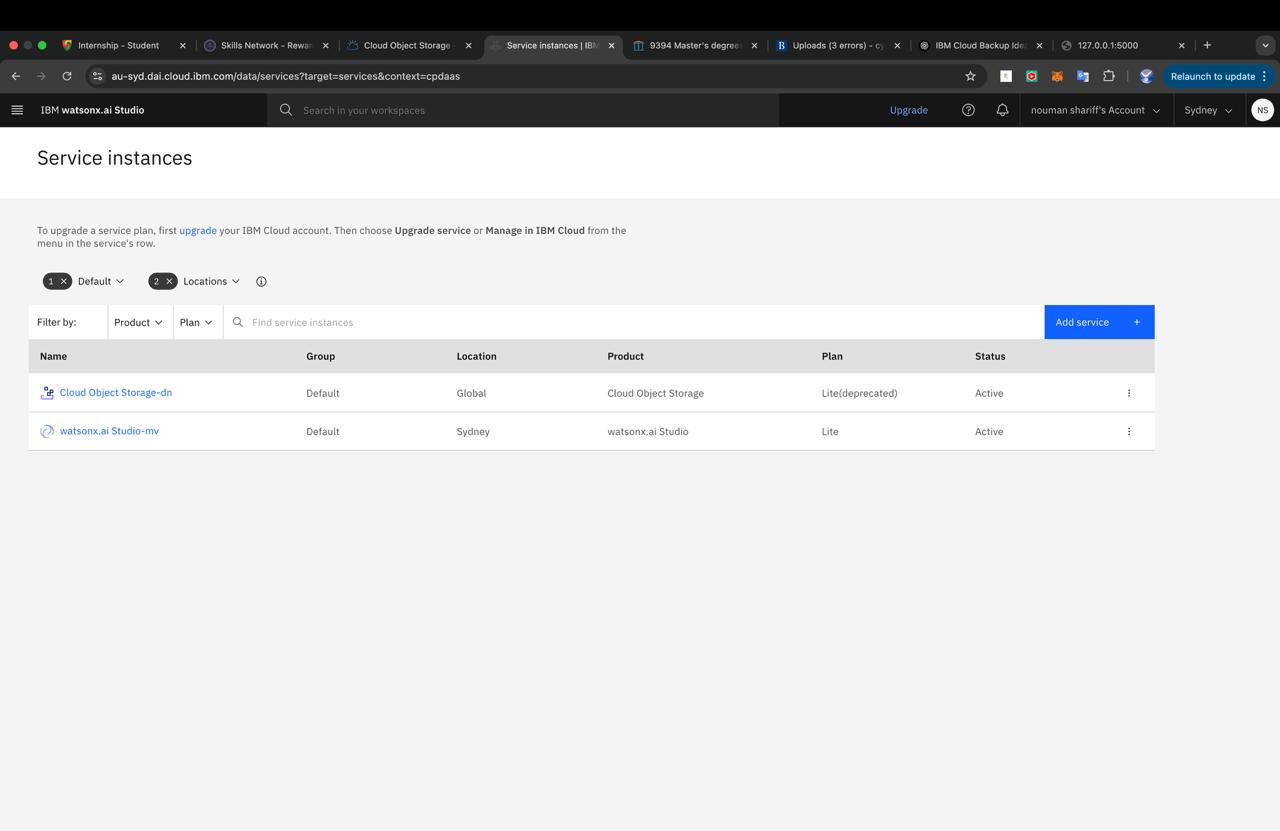 Internship - Student
Skills Network - Rewar
Cloud Object Storage -
Service instances | IBM
9394 Master's degree
Uploads (3 errors) - cy
IBM Cloud Backup Idea
127.0.0.1:5000
au-syd.dai.cloud.ibm.com/data/services?target=services&context=cpdaas
Relaunch to update
IBM watsonx.ai Studio
Search in your workspaces
Upgrade
nouman shariff's Account
Sydney
NS
Service instances
To upgrade a service plan, first upgrade your IBM Cloud account. Then choose Upgrade service or Manage in IBM Cloud from the
menu in the service's row.
1 Default
2 Locations
Filter by: Product Plan Find service instances Add service +
Name Group Location Product Plan Status
Cloud Object Storage-dn Default Global Cloud Object Storage Lite(deprecated) Active
watsonx.ai Studio-mv Default Sydney watsonx.ai Studio Lite Active